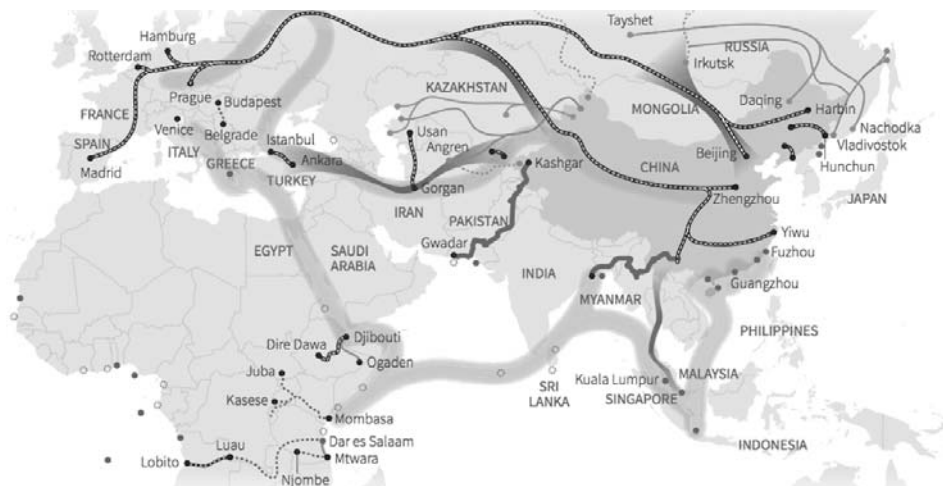 Hamburg
Tayshet
Rotterdam
RUSSIA
Irkutsk
KAZAKHSTAN
Prague
MONGOLIA
Daqing
Harbin
FRANCE
Budapest
Venice
Belgrade
Istanbul
Usan
Angren
Nachodka
Vladivostok
SPAIN
ITALY
Ankara
Beijing
Hunchun
Madrid
GREECE
TURKEY
Gorgan
Kashgar
CHINA
Zhengzhou
JAPAN
IRAN
PAKISTAN
Yiwu
EGYPT
SAUDI
ARABIA
Gwadar
Fuzhou
INDIA
Guangzhou
MYANMAR
Djibouti
PHILIPPINES
Dire Dawa
Ogaden
Juba
SRI
LANKA
MALAYSIA
Kuala Lumpur
SINGAPORE
Kasese
Mombasa
Luau
Dar es Salaam
INDONESIA
Lobito
Mtwara
Njombe